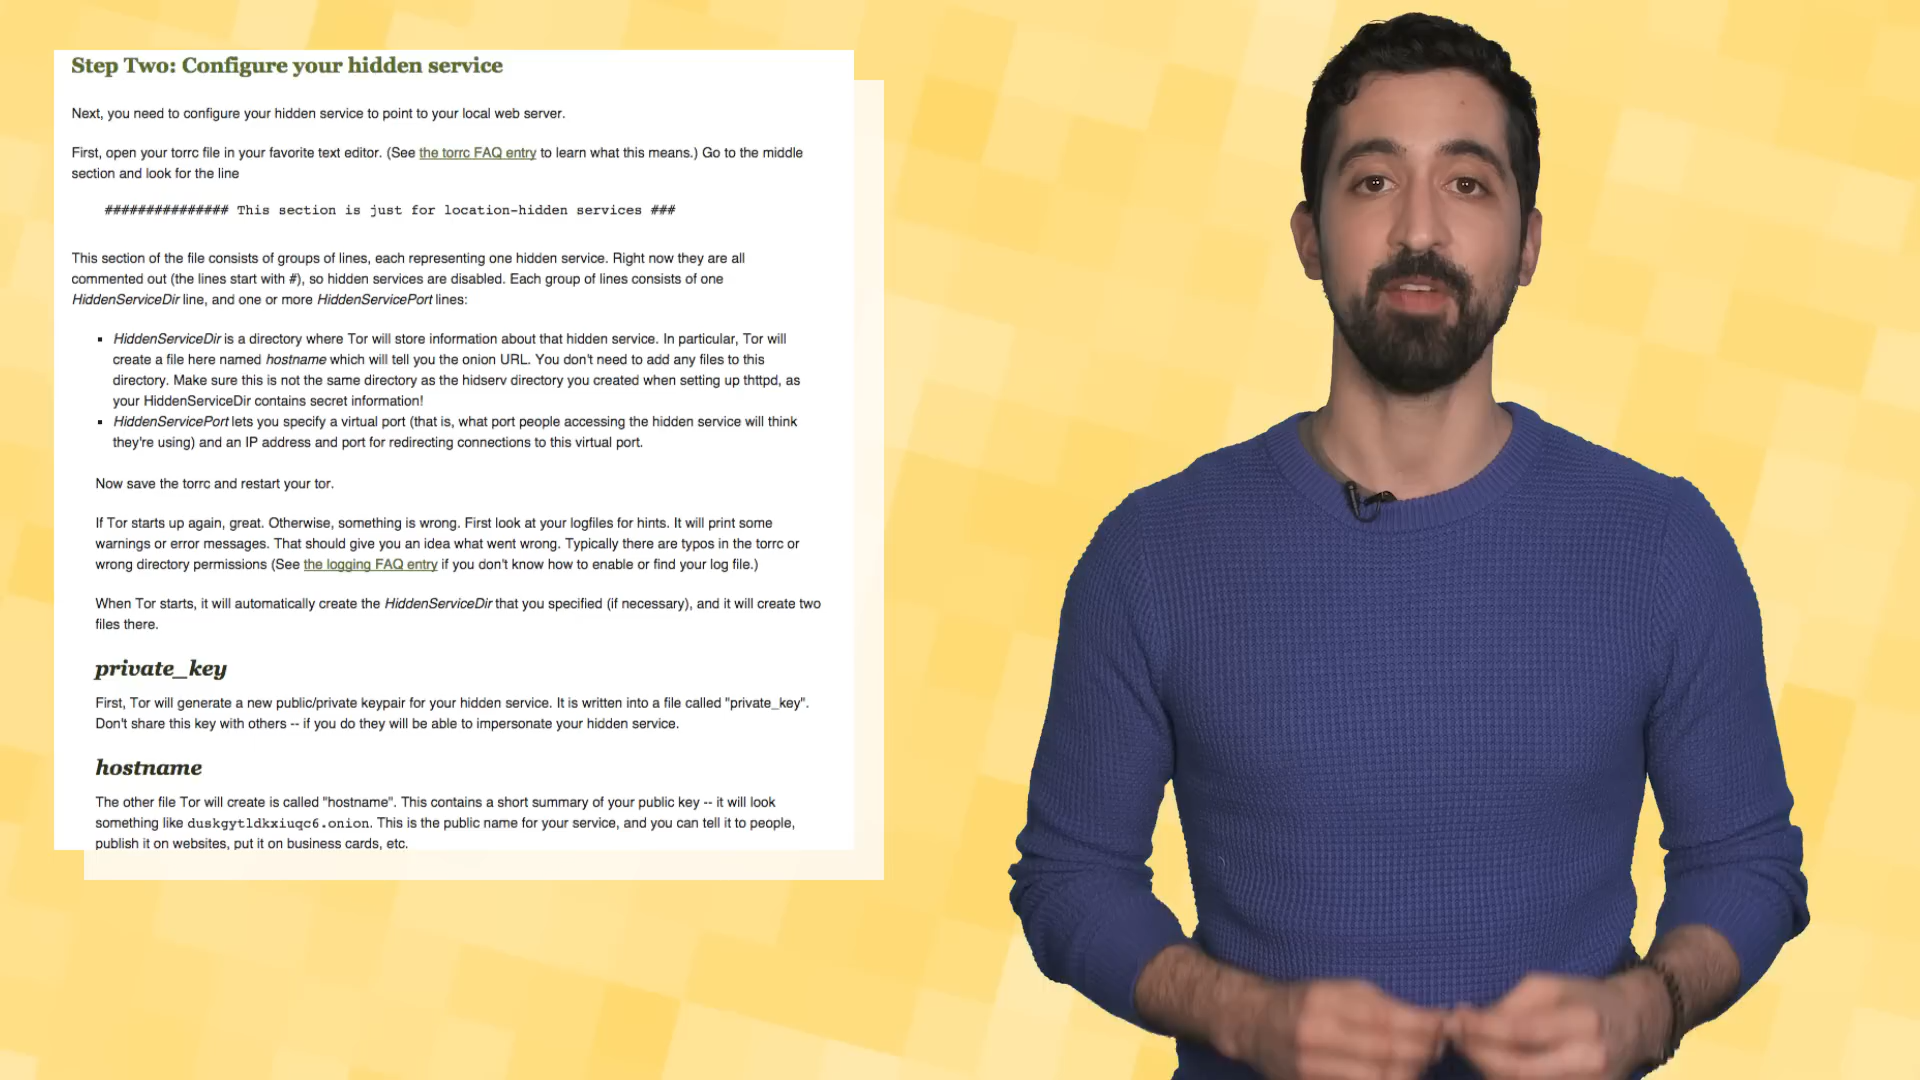 Step Two: Configure your hidden service
Next, you need to configure your hidden service to point to your local web server.
First, open your torrc file in your favorite text editor. (See the torrc FAQ entry to learn what this means.) Go to the middle
section and look for the line
############### This section is just for location-hidden services ###
This section of the file consists of groups of lines, each representing one hidden service. Right now they are all
commented out (the lines start with #), so hidden services are disabled. Each group of lines consists of one
HiddenServiceDir line, and one or more HiddenServicePort lines:
▪ HiddenServiceDir is a directory where Tor will store information about that hidden service. In particular, Tor will
create a file here named hostname which will tell you the onion URL. You don't need to add any files to this
directory. Make sure this is not the same directory as the hidserv directory you created when setting up thttpd, as
your HiddenServiceDir contains secret information!
▪ HiddenServicePort lets you specify a virtual port (that is, what port people accessing the hidden service will think
they're using) and an IP address and port for redirecting connections to this virtual port.
Now save the torrc and restart your tor.
If Tor starts up again, great. Otherwise, something is wrong. First look at your logfiles for hints. It will print some
warnings or error messages. That should give you an idea what went wrong. Typically there are typos in the torrc or
wrong directory permissions (See the logging FAQ entry if you don't know how to enable or find your log file.)
When Tor starts, it will automatically create the HiddenServiceDir that you specified (if necessary), and it will create two
files there.
private_key
First, Tor will generate a new public/private keypair for your hidden service. It is written into a file called "private_key".
Don't share this key with others -- if you do they will be able to impersonate your hidden service.
hostname
The other file Tor will create is called "hostname". This contains a short summary of your public key -- it will look
something like duskgytldkxiuqc6.onion. This is the public name for your service, and you can tell it to people,
publish it on websites, put it on business cards, etc.